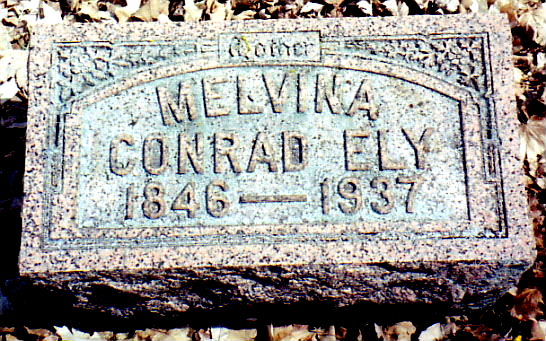 Mother
MELVINA
CONRAD ELY
1846—1937